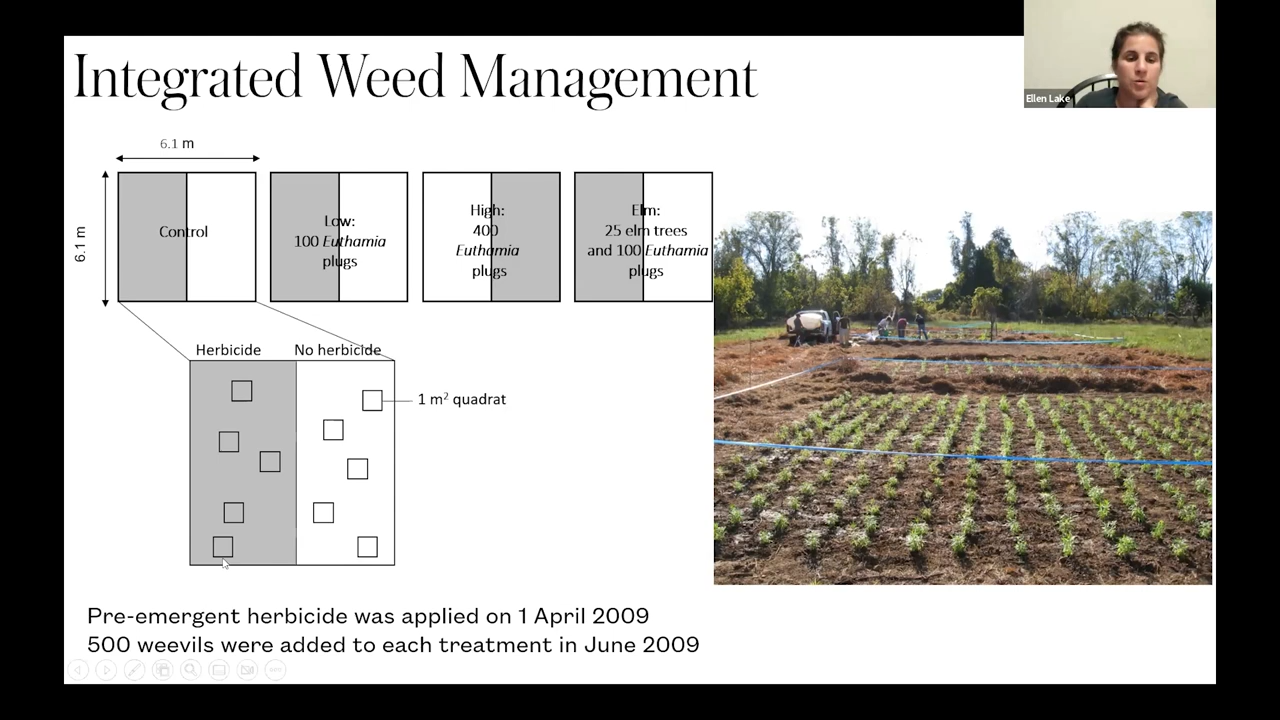 Integrated Weed Management
Ellen Lake
6.1 m
6.1 m
Control
Low:
100 Euthamia
plugs
High:
400
Euthamia
plugs
Elm:
25 elm trees
and 100 Euthamia
plugs
Herbicide
No herbicide
1 m² quadrat
Pre-emergent herbicide was applied on 1 April 2009
500 weevils were added to each treatment in June 2009